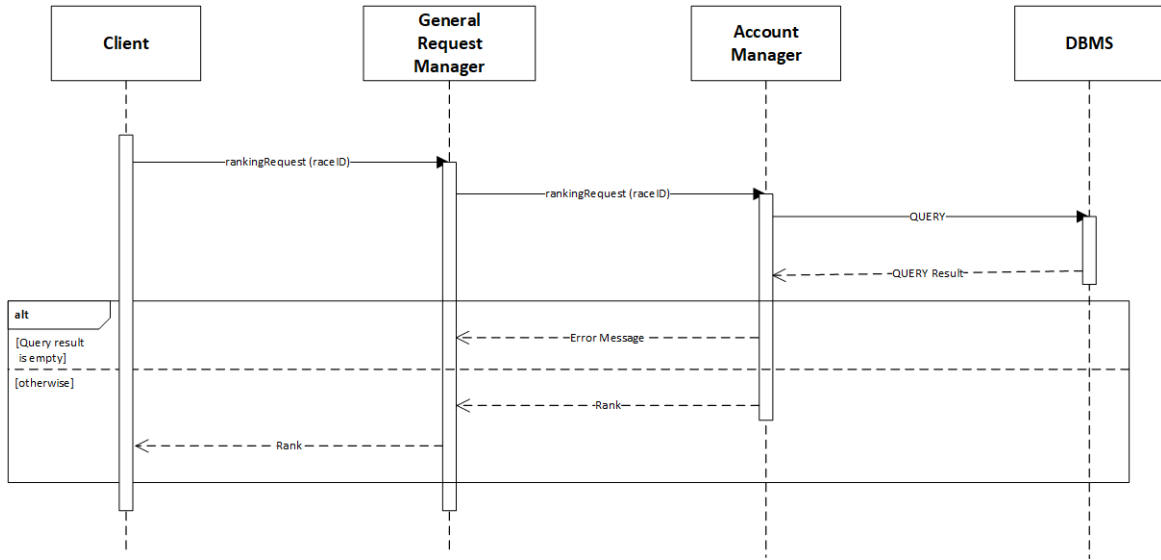 Client
General
Request
Manager
Account
Manager
DBMS
rankingRequest (raceID)
rankingRequest (raceID)
QUERY
QUERY Result
alt
[Query result
is empty]
Error Message
[otherwise]
Rank
Rank